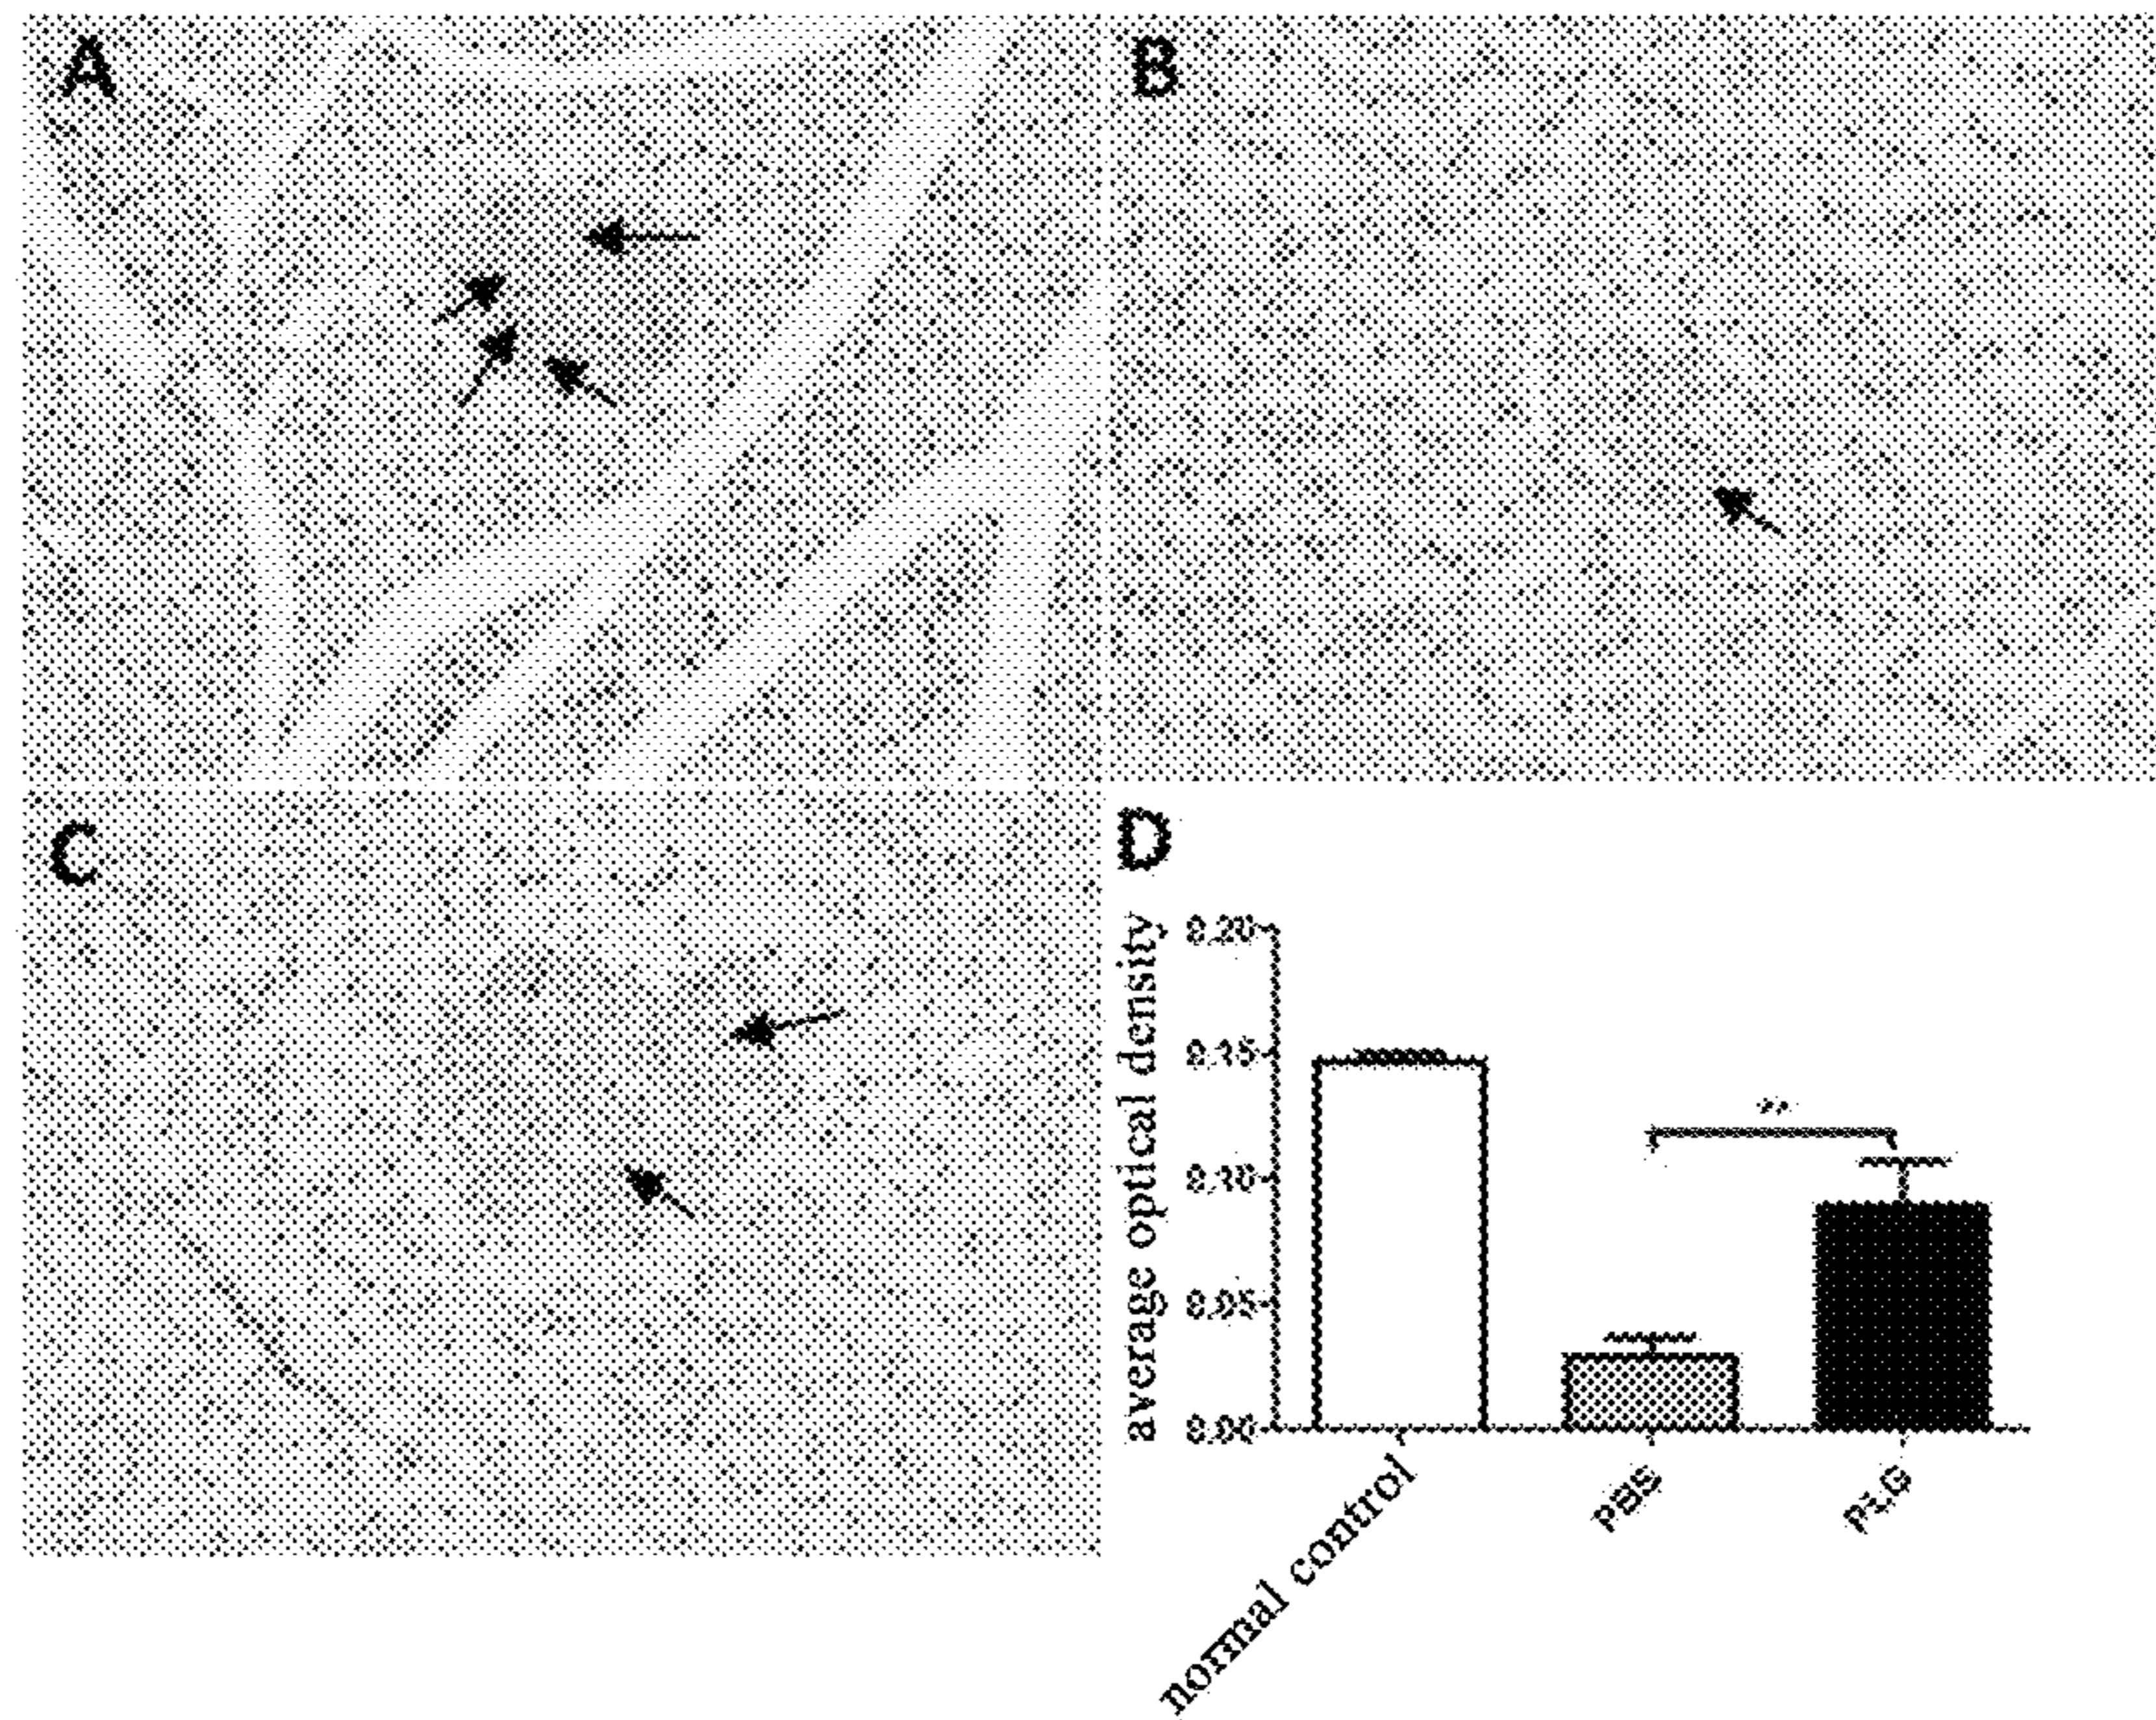 A
B
C
D
average optical density
0.20
0.15
0.10
0.05
0.00
**
normal control
PBS
PLG